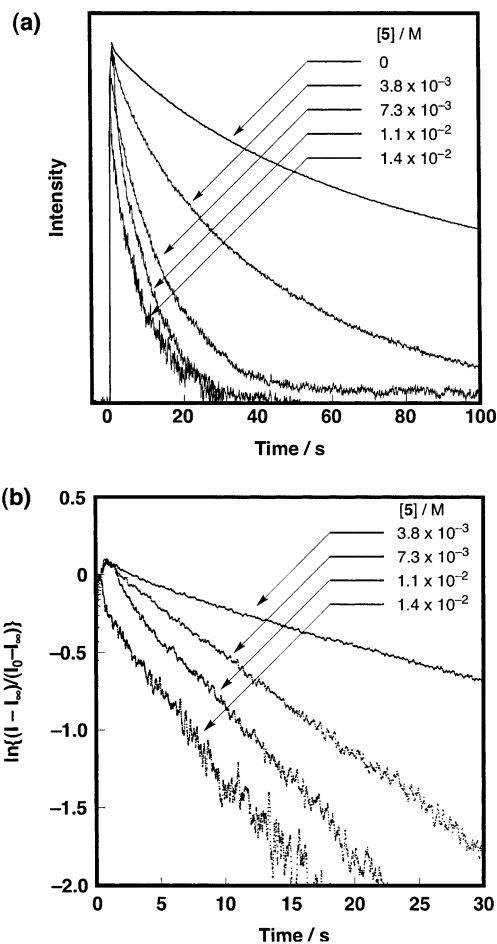 (a)
[5] / M
0
3.8 x 10⁻³
7.3 x 10⁻³
1.1 x 10⁻²
1.4 x 10⁻²
Intensity
0 20 40 60 80 100
Time / s
(b)
[5] / M
3.8 x 10⁻³
7.3 x 10⁻³
1.1 x 10⁻²
1.4 x 10⁻²
0.5
0
−0.5
−1.0
−1.5
−2.0
ln{(I − I∞)/(I₀−I∞)}
0 5 10 15 20 25 30
Time / s